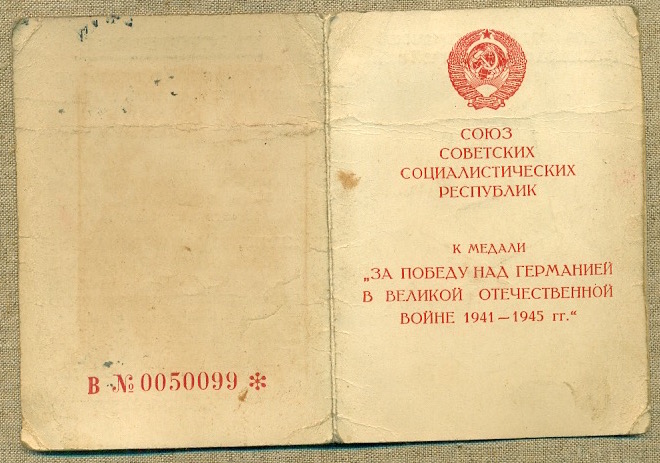 В № 0050099 *
СОЮЗ
СОВЕТСКИХ
СОЦИАЛИСТИЧЕСКИХ
РЕСПУБЛИК
К МЕДАЛИ
„ЗА ПОБЕДУ НАД ГЕРМАНИЕЙ
В ВЕЛИКОЙ ОТЕЧЕСТВЕННОЙ
ВОЙНЕ 1941—1945 гг.“